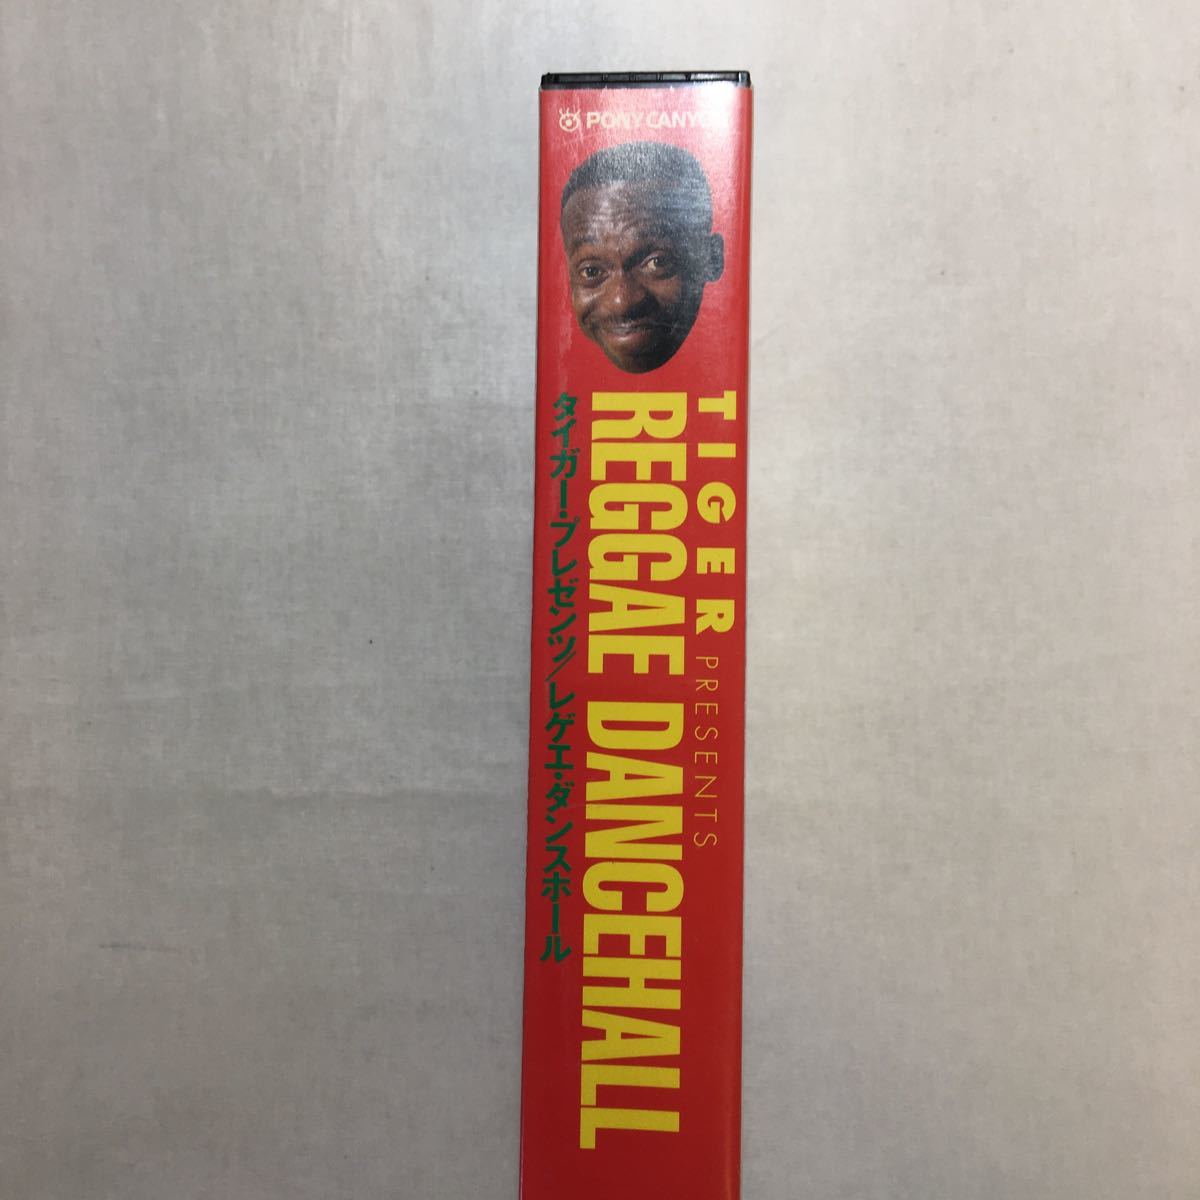 PONY CANYON
TIGER PRESENTS
REGGAE DANCEHALL
タイガー・プレゼンツ/レゲエ・ダンスホール